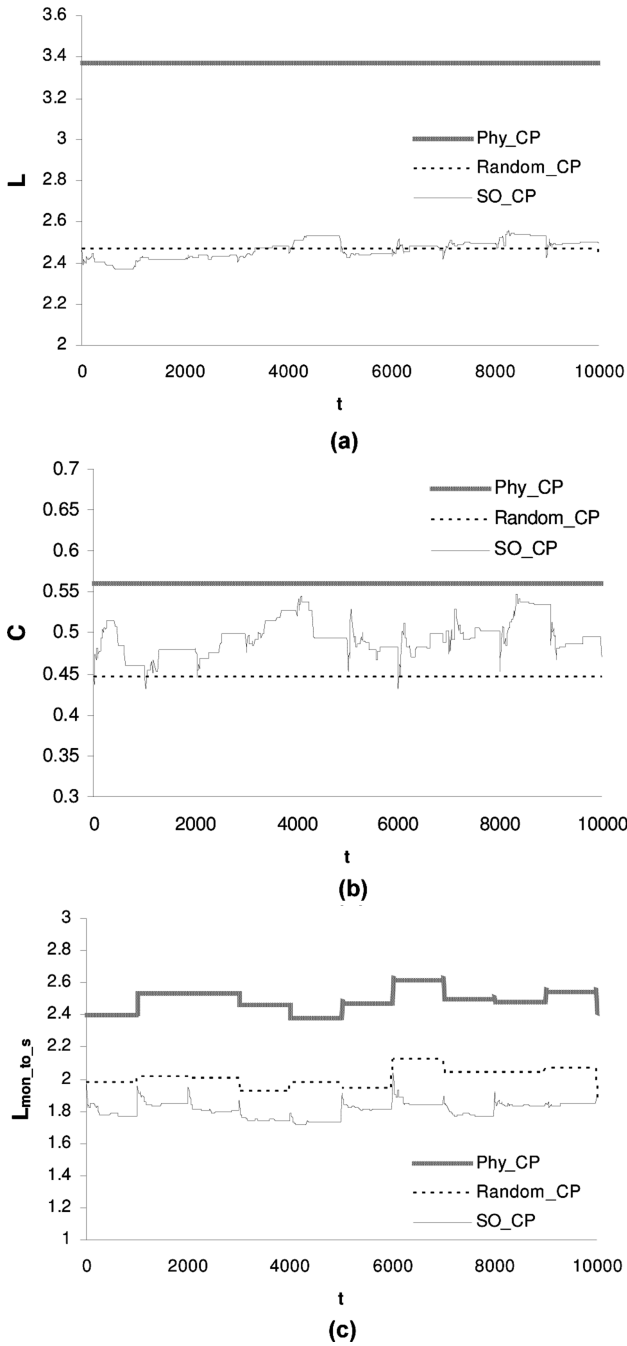 3.6
3.4
3.2
3
2.8
2.6
2.4
2.2
2
L
Phy_CP
Random_CP
SO_CP
0 2000 4000 6000 8000 10000
t
(a)
0.7
0.65
0.6
0.55
0.5
0.45
0.4
0.35
0.3
C
Phy_CP
Random_CP
SO_CP
0 2000 4000 6000 8000 10000
t
(b)
3
2.8
2.6
2.4
2.2
2
1.8
1.6
1.4
1.2
1
Lmon_to_s
Phy_CP
Random_CP
SO_CP
0 2000 4000 6000 8000 10000
t
(c)